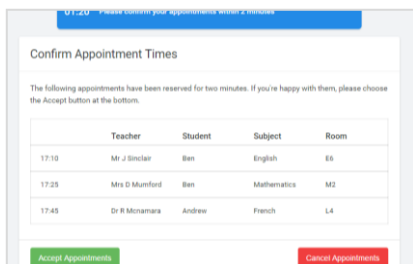 01:20 Please confirm your appointments within 2 minutes
Confirm Appointment Times
The following appointments have been reserved for two minutes. If you're happy with them, please choose
the Accept button at the bottom.
Teacher Student Subject Room
17:10 Mr J Sinclair Ben English E6
17:25 Mrs D Mumford Ben Mathematics M2
17:45 Dr R Mcnamara Andrew French L4
Accept Appointments Cancel Appointments